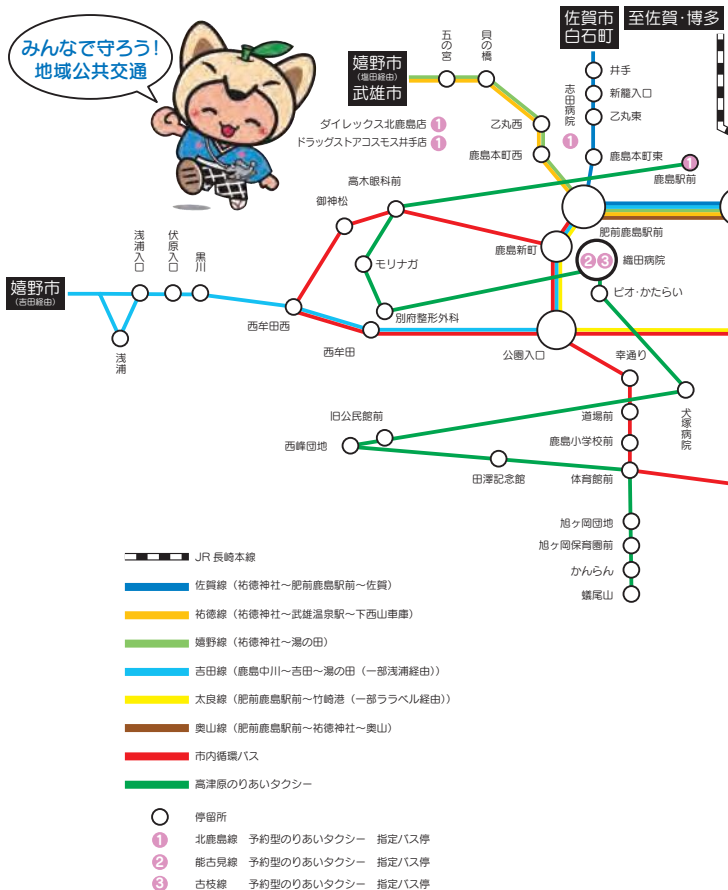 みんなで守ろう!
地域公共交通
佐賀市
白石町
至佐賀・博多
嬉野市
(塩田経由)
武雄市
五の宮
貝の橋
井手
新籠入口
乙丸東
志田病院
1
鹿島本町東
ダイレックス北鹿島店 1
ドラッグストアコスモス井手店 1
乙丸西
鹿島本町西
1
鹿島駅前
高木眼科前
御神松
肥前鹿島駅前
鹿島新町
2 3 織田病院
モリナガ
ピオ・かたらい
別府整形外科
嬉野市
(吉田経由)
浅浦入口
伏原入口
黒川
浅浦
西牟田西
西牟田
公園入口
幸通り
犬塚病院
道場前
旧公民館前
西峰団地
鹿島小学校前
田澤記念館
体育館前
旭ヶ岡団地
旭ヶ岡保育園前
かんらん
蟻尾山
JR 長崎本線
佐賀線(祐徳神社〜肥前鹿島駅前〜佐賀)
祐徳線(祐徳神社〜武雄温泉駅〜下西山車庫)
嬉野線(祐徳神社〜湯の田)
吉田線(鹿島中川〜吉田〜湯の田(一部浅浦経由))
太良線(肥前鹿島駅前〜竹崎港(一部ララベル経由))
奥山線(肥前鹿島駅前〜祐徳神社〜奥山)
市内循環バス
高津原のりあいタクシー
停留所
1 北鹿島線 予約型のりあいタクシー 指定バス停
2 能古見線 予約型のりあいタクシー 指定バス停
3 古枝線 予約型のりあいタクシー 指定バス停